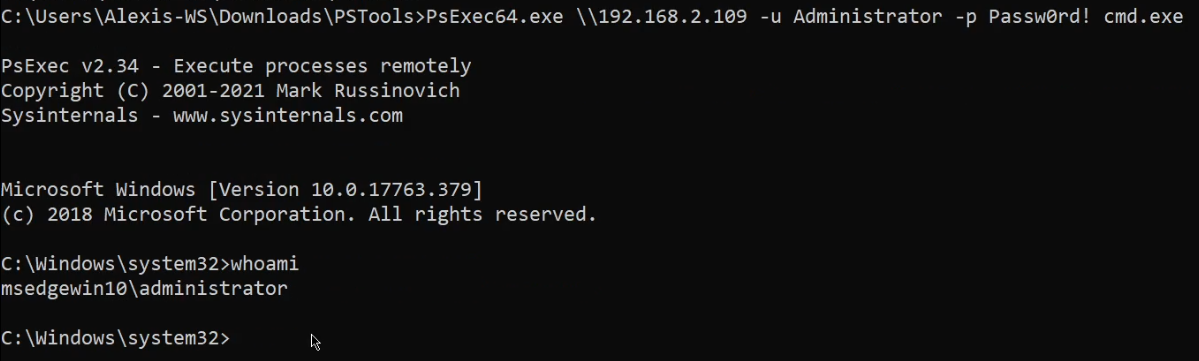 C:\Users\Alexis-WS\Downloads\PSTools>PsExec64.exe \\192.168.2.109 -u Administrator -p Passw0rd! cmd.exe
PsExec v2.34 - Execute processes remotely
Copyright (C) 2001-2021 Mark Russinovich
Sysinternals - www.sysinternals.com
Microsoft Windows [Version 10.0.17763.379]
(c) 2018 Microsoft Corporation. All rights reserved.
C:\Windows\system32>whoami
msedgewin10\administrator
C:\Windows\system32>